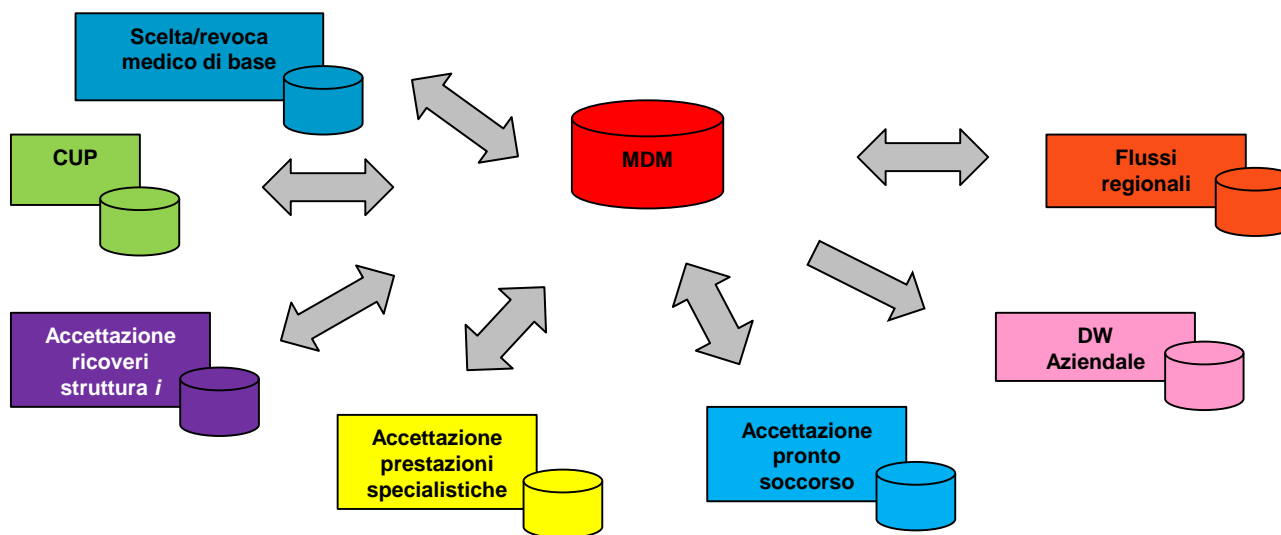 Scelta/revoca
medico di base
CUP
MDM
Flussi
regionali
Accettazione
ricoveri
struttura i
DW
Aziendale
Accettazione
prestazioni
specialistiche
Accettazione
pronto
soccorso